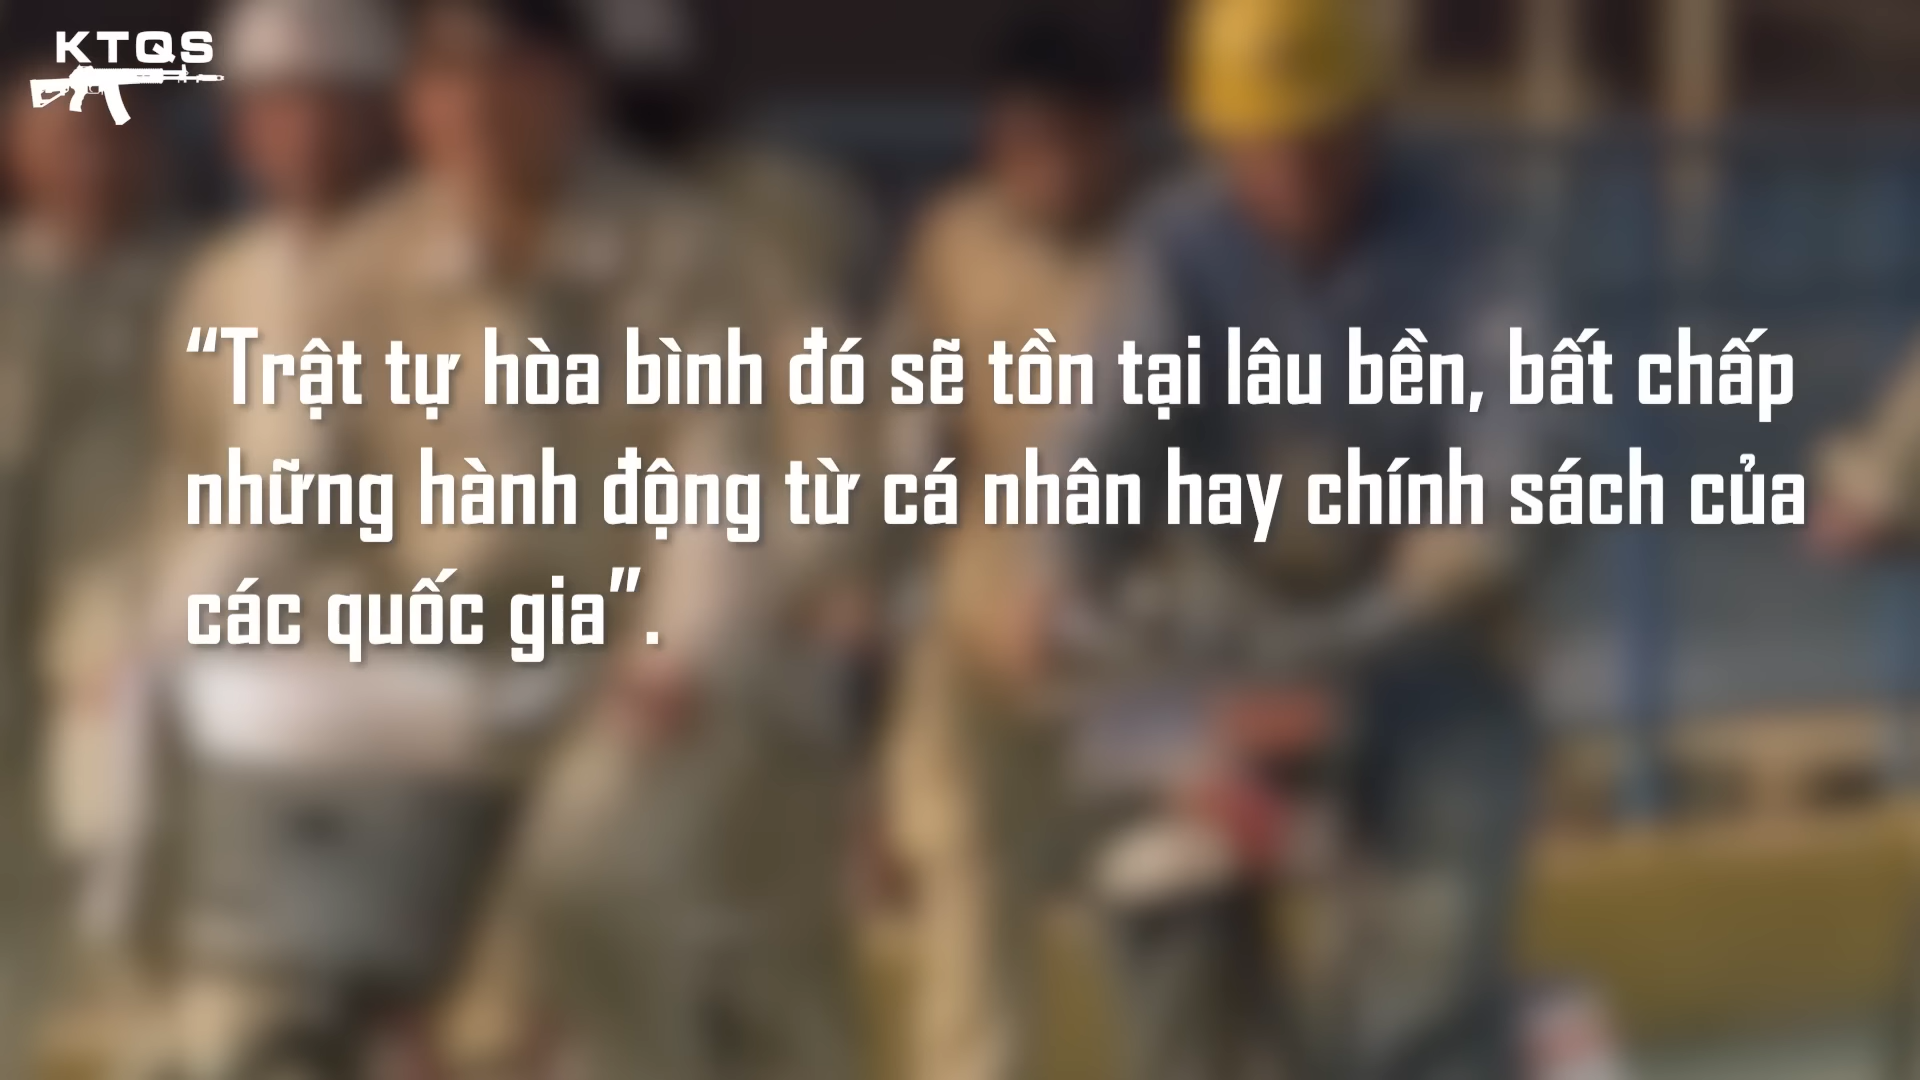 KTQS
“Trật tự hòa bình đó sẽ tồn tại lâu bền, bất chấp
những hành động từ cá nhân hay chính sách của
các quốc gia”.